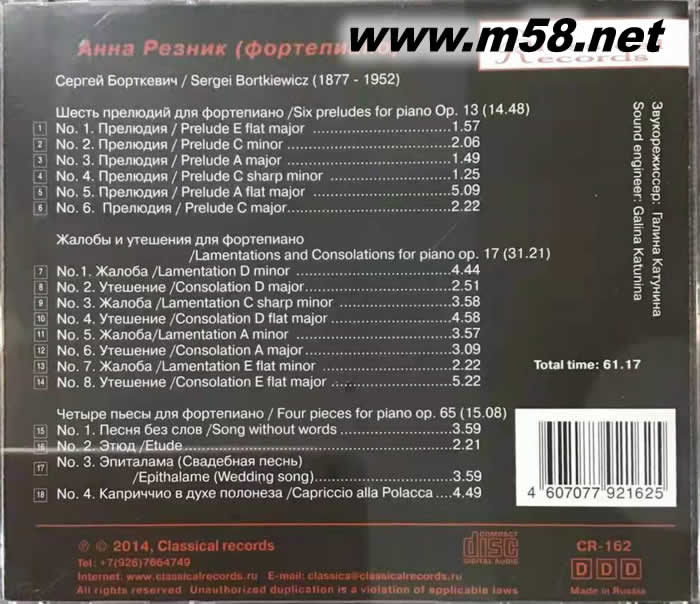 www.m58.net
Анна Резник (фортепиано)
Records
Сергей Борткевич / Sergei Bortkiewicz (1877 - 1952)
Шесть прелюдий для фортепиано /Six preludes for piano Op. 13 (14.48)
1 No. 1. Прелюдия / Prelude E flat major 1.57
2 No. 2. Прелюдия / Prelude C minor 2.06
3 No. 3. Прелюдия / Prelude A major 1.49
4 No. 4. Прелюдия / Prelude C sharp minor 1.25
5 No. 5. Прелюдия / Prelude A flat major 5.09
6 No. 6. Прелюдия / Prelude C major 2.22
Жалобы и утешения для фортепиано
/Lamentations and Consolations for piano op. 17 (31.21)
7 No.1. Жалоба /Lamentation D minor 4.44
8 No. 2. Утешение /Consolation D major 2.51
9 No. 3. Жалоба /Lamentation C sharp minor 3.58
10 No. 4. Утешение /Consolation D flat major 4.58
11 No. 5. Жалоба/Lamentation A minor 3.57
12 No. 6. Утешение /Consolation A major 3.09
13 No. 7. Жалоба /Lamentation E flat minor 2.22
14 No. 8. Утешение /Consolation E flat major 5.22
Четыре пьесы для фортепиано / Four pieces for piano op. 65 (15.08)
15 No. 1. Песня без слов /Song without words 3.59
16 No. 2. Этюд /Etude 2.21
17 No. 3. Эпиталама (Свадебная песнь)
/Epithalame (Wedding song) 3.59
18 No. 4. Каприччио в духе полонеза /Capriccio alla Polacca 4.49
Звукорежиссер: Галина Катунина
Sound engineer: Galina Katunina
Total time: 61.17
4 607077 921625
℗ © 2014, Classical records
Tel: +7(926)7664749
Internet: www.classicalrecords.ru E-mail: classica@classicalrecords.ru
All rights reserved. Unauthorized duplication is a violation of applicable laws
COMPACT
disc
DIGITAL AUDIO
CR-162
D D D
Made in Russia